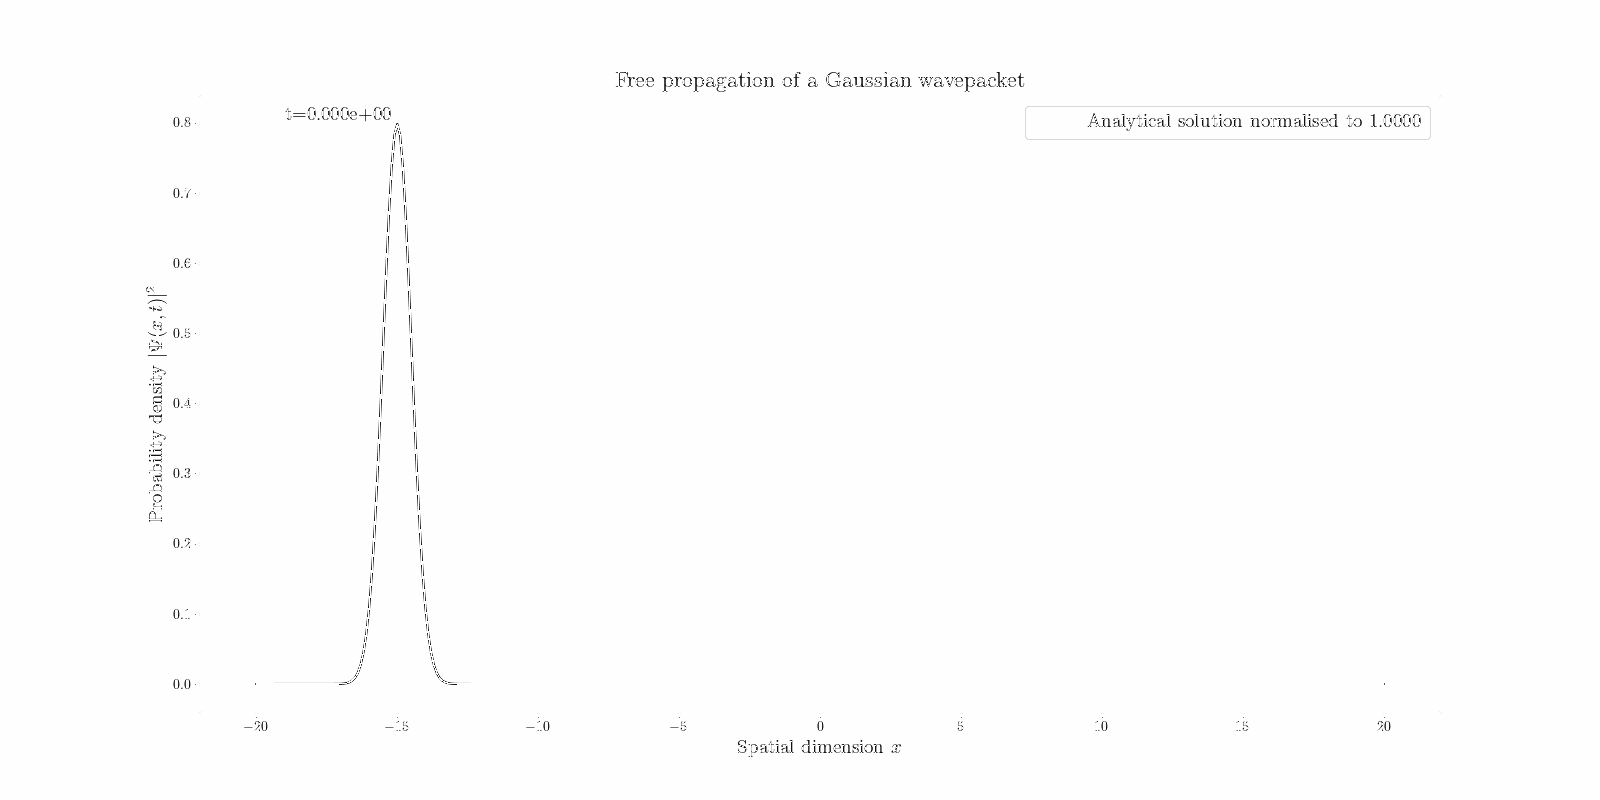 Free propagation of a Gaussian wavepacket
t=0.000e+00
Analytical solution normalised to 1.0000
Probability density |Ψ(x, t)|²
0.8
0.7
0.6
0.5
0.4
0.3
0.2
0.1
0.0
−20 −15 −10 −5 0 5 10 15 20
Spatial dimension x